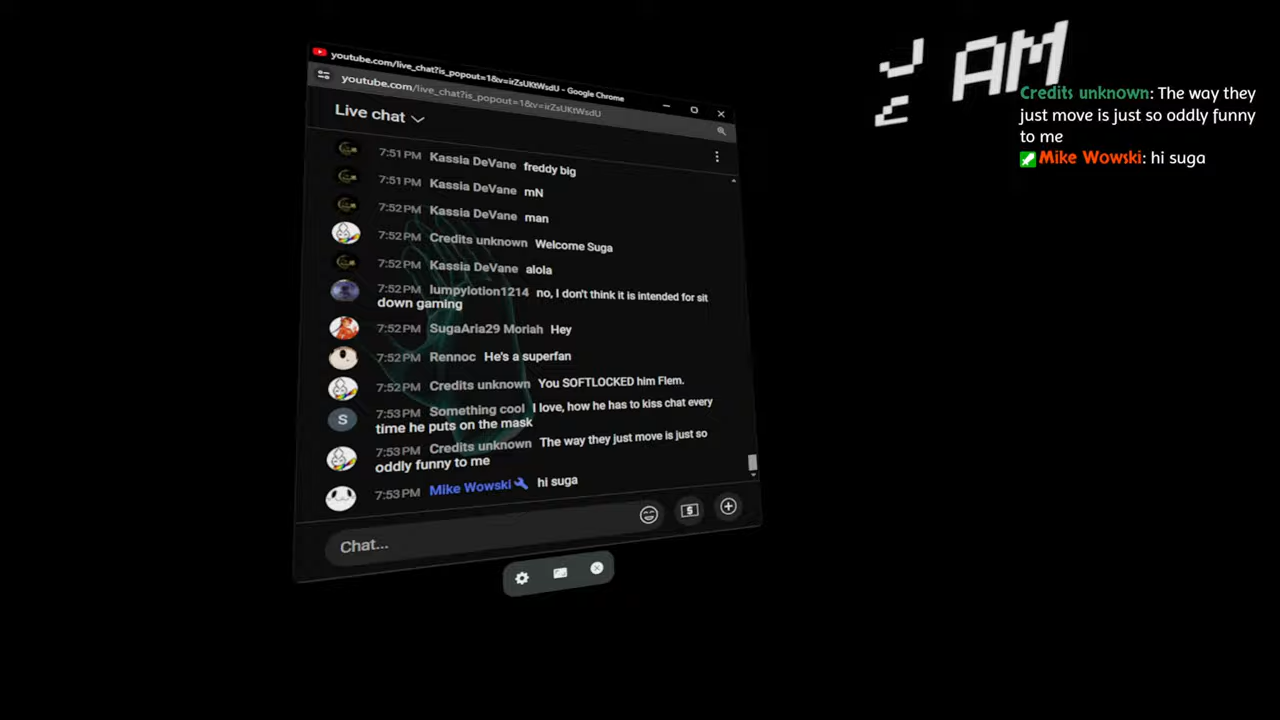 youtube.com/live_chat?is_popout=1&v=irZsUKtWsdU - Google Chrome
youtube.com/live_chat?is_popout=1&v=irZsUKtWsdU
Live chat
7:51 PM Kassia DeVane freddy big
7:51 PM Kassia DeVane mN
7:52 PM Kassia DeVane man
7:52 PM Credits unknown Welcome Suga
7:52 PM Kassia DeVane alola
7:52 PM lumpylotion1214 no, I don't think it is intended for sit
down gaming
7:52 PM SugaAria29 Moriah Hey
7:52 PM Rennoc He's a superfan
7:52 PM Credits unknown You SOFTLOCKED him Flem.
S 7:53 PM Something cool I love, how he has to kiss chat every
time he puts on the mask
7:53 PM Credits unknown The way they just move is just so
oddly funny to me
7:53 PM Mike Wowski hi suga
Chat...
AM
Credits unknown: The way they
just move is just so oddly funny
to me
Mike Wowski: hi suga